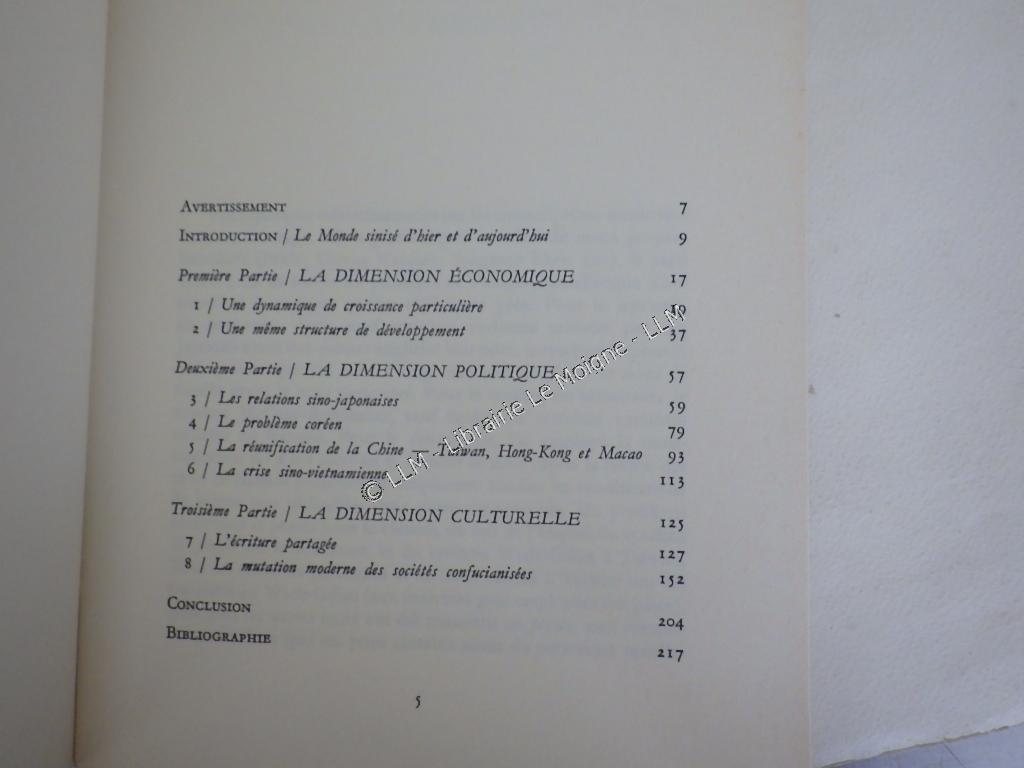 AVERTISSEMENT 7
INTRODUCTION / Le Monde sinisé d'hier et d'aujourd'hui 9
Première Partie / LA DIMENSION ÉCONOMIQUE 17
1 / Une dynamique de croissance particulière 19
2 / Une même structure de développement 37
Deuxième Partie / LA DIMENSION POLITIQUE 57
3 / Les relations sino-japonaises 59
4 / Le problème coréen 79
5 / La réunification de la Chine — Taiwan, Hong-Kong et Macao 93
6 / La crise sino-vietnamienne 113
Troisième Partie / LA DIMENSION CULTURELLE 125
7 / L'écriture partagée 127
8 / La mutation moderne des sociétés confucianisées 152
CONCLUSION 204
BIBLIOGRAPHIE 217
5
© LLM - Librairie Le Moigne - LLM